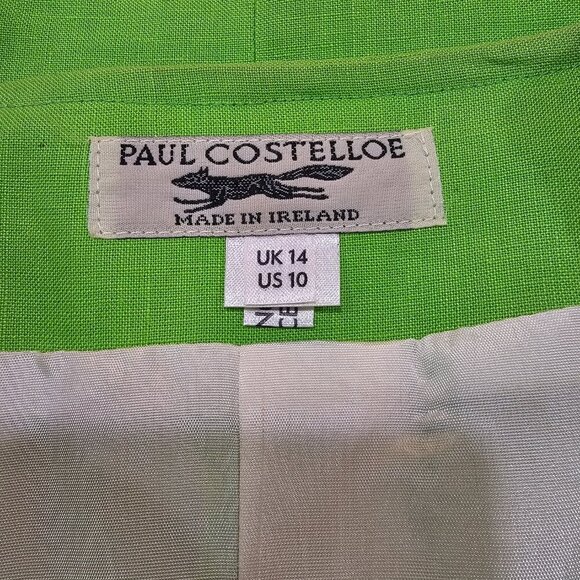 PAUL COSTELLOE
MADE IN IRELAND
UK 14
US 10